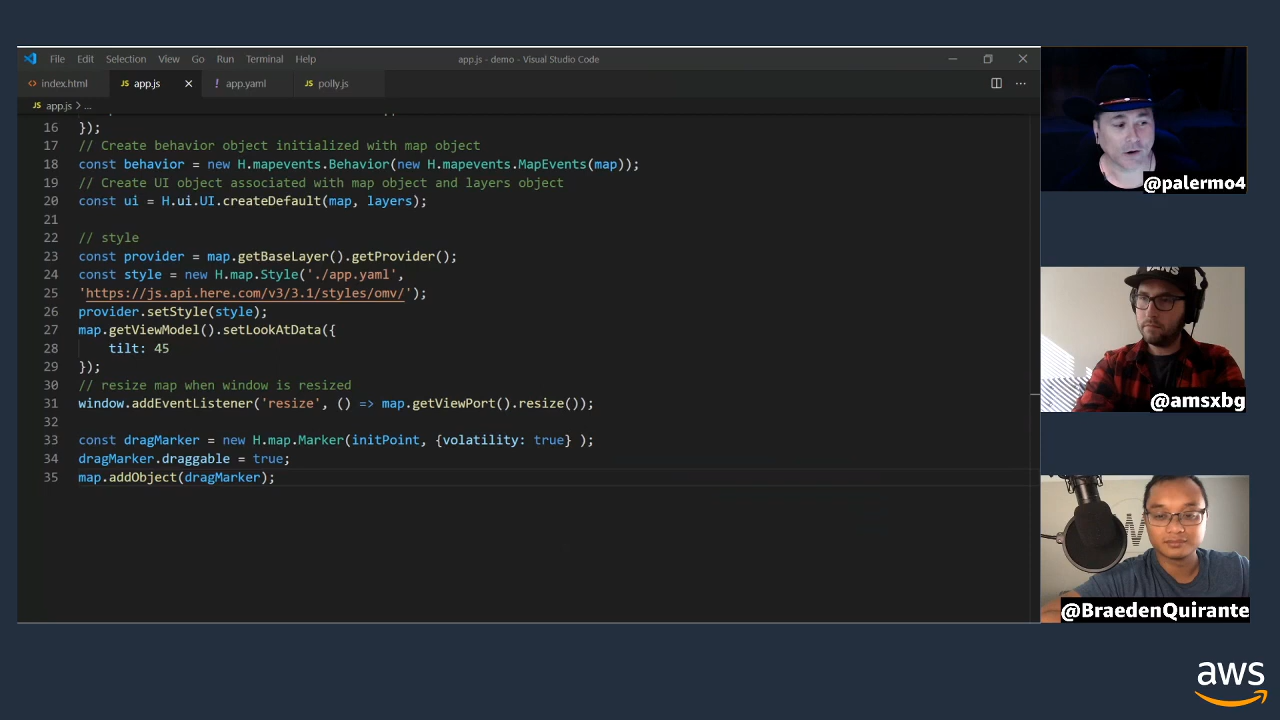 File Edit Selection View Go Run Terminal Help app.js - demo - Visual Studio Code
index.html app.js app.yaml polly.js
JS app.js > ...
16 });
17 // Create behavior object initialized with map object
18 const behavior = new H.mapevents.Behavior(new H.mapevents.MapEvents(map));
19 // Create UI object associated with map object and layers object
20 const ui = H.ui.UI.createDefault(map, layers);
21
22 // style
23 const provider = map.getBaseLayer().getProvider();
24 const style = new H.map.Style('./app.yaml',
25 'https://js.api.here.com/v3/3.1/styles/omv/');
26 provider.setStyle(style);
27 map.getViewModel().setLookAtData({
28 tilt: 45
29 });
30 // resize map when window is resized
31 window.addEventListener('resize', () => map.getViewPort().resize());
32
33 const dragMarker = new H.map.Marker(initPoint, {volatility: true} );
34 dragMarker.draggable = true;
35 map.addObject(dragMarker);
@palermo4
VANS
@amsxbg
@BraedenQuirante
aws